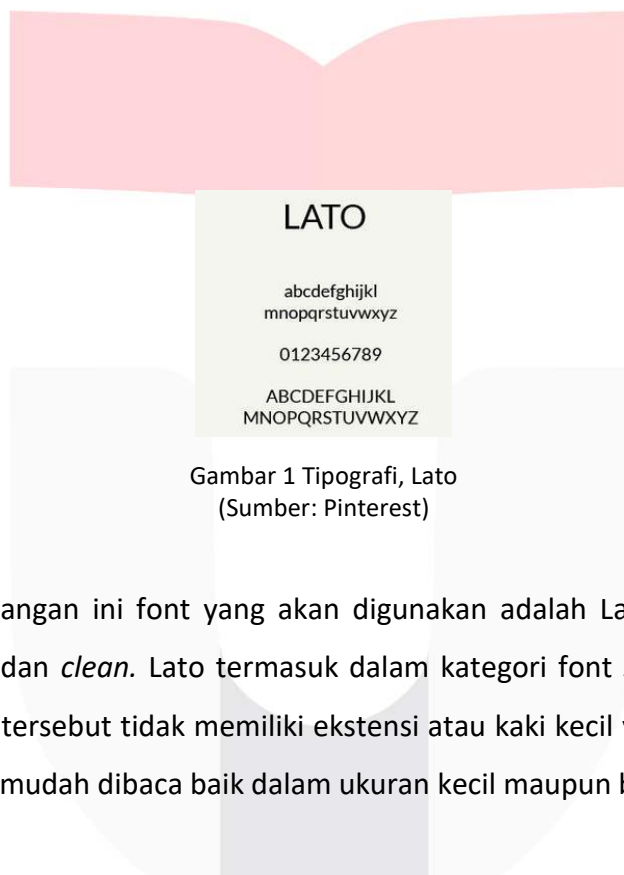 LATO
abcdefghijkl
mnopqrstuvwxyz
0123456789
ABCDEFGHIJKL
MNOPQRSTUVWXYZ
Gambar 1 Tipografi, Lato
(Sumber: Pinterest)
angan ini font yang akan digunakan adalah La
dan clean. Lato termasuk dalam kategori font
tersebut tidak memiliki ekstensi atau kaki kecil
mudah dibaca baik dalam ukuran kecil maupun